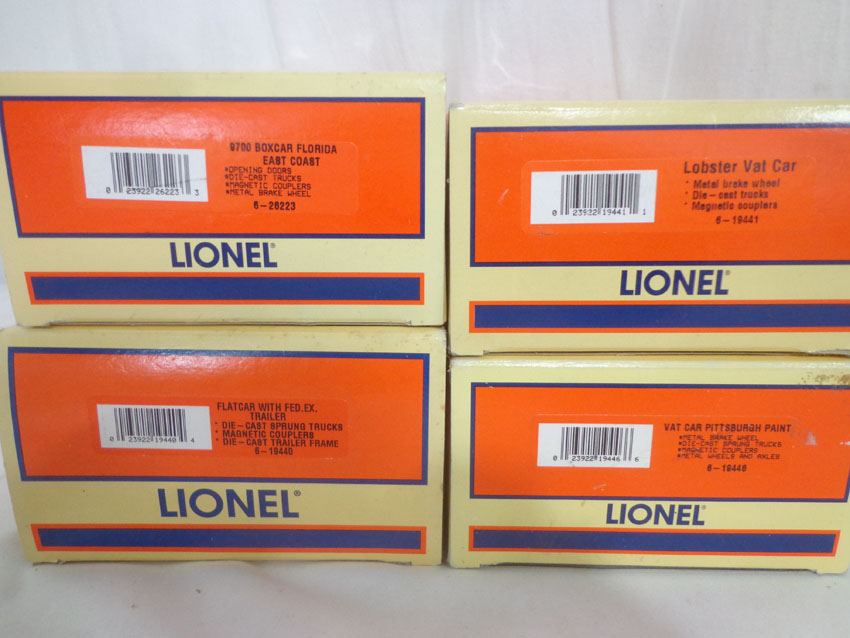 9700 BOXCAR FLORIDA
EAST COAST
*OPENING DOORS
*DIE-CAST TRUCKS
*MAGNETIC COUPLERS
*METAL BRAKE WHEEL
6-26223
0 23922 26223 3
LIONEL®
Lobster Vat Car
* Metal brake wheel
* Die-cast trucks
* Magnetic couplers
6-19441
0 23922 19441 1
LIONEL®
FLATCAR WITH FED.EX.
TRAILER
* DIE-CAST SPRUNG TRUCKS
* MAGNETIC COUPLERS
* DIE-CAST TRAILER FRAME
6-19440
0 23922 19440 4
LIONEL®
VAT CAR PITTSBURGH PAINT
*METAL BRAKE WHEEL
*DIE-CAST SPRUNG TRUCKS
*MAGNETIC COUPLERS
*METAL WHEELS AND AXLES
6-19446
0 23922 19446 6
LIONEL®